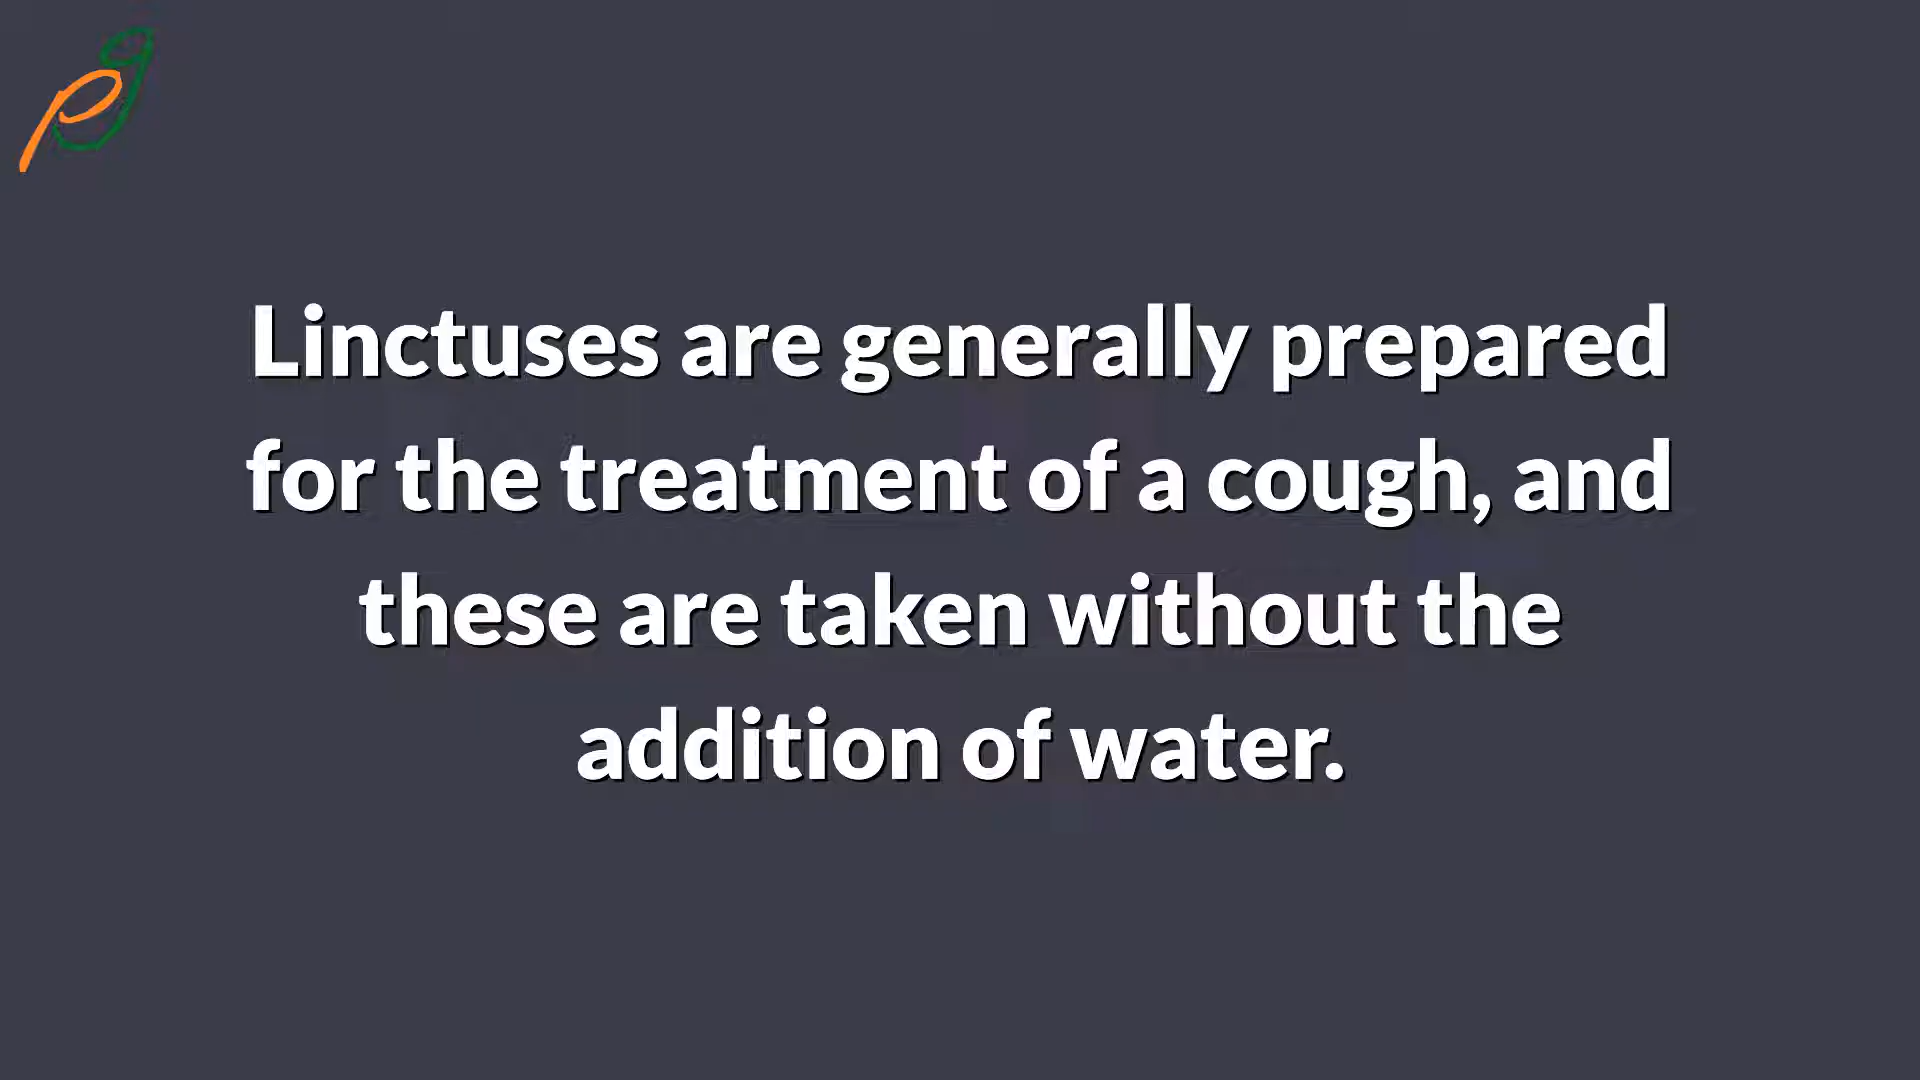 Linctuses are generally prepared
for the treatment of a cough, and
these are taken without the
addition of water.